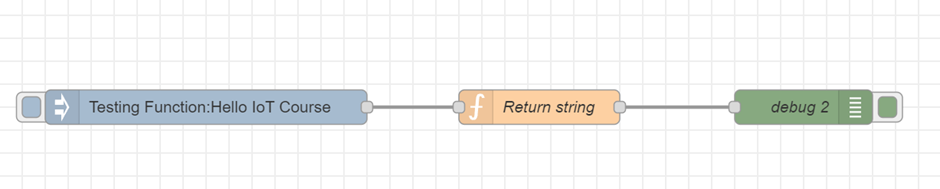 Testing Function:Hello IoT Course
Return string
debug 2